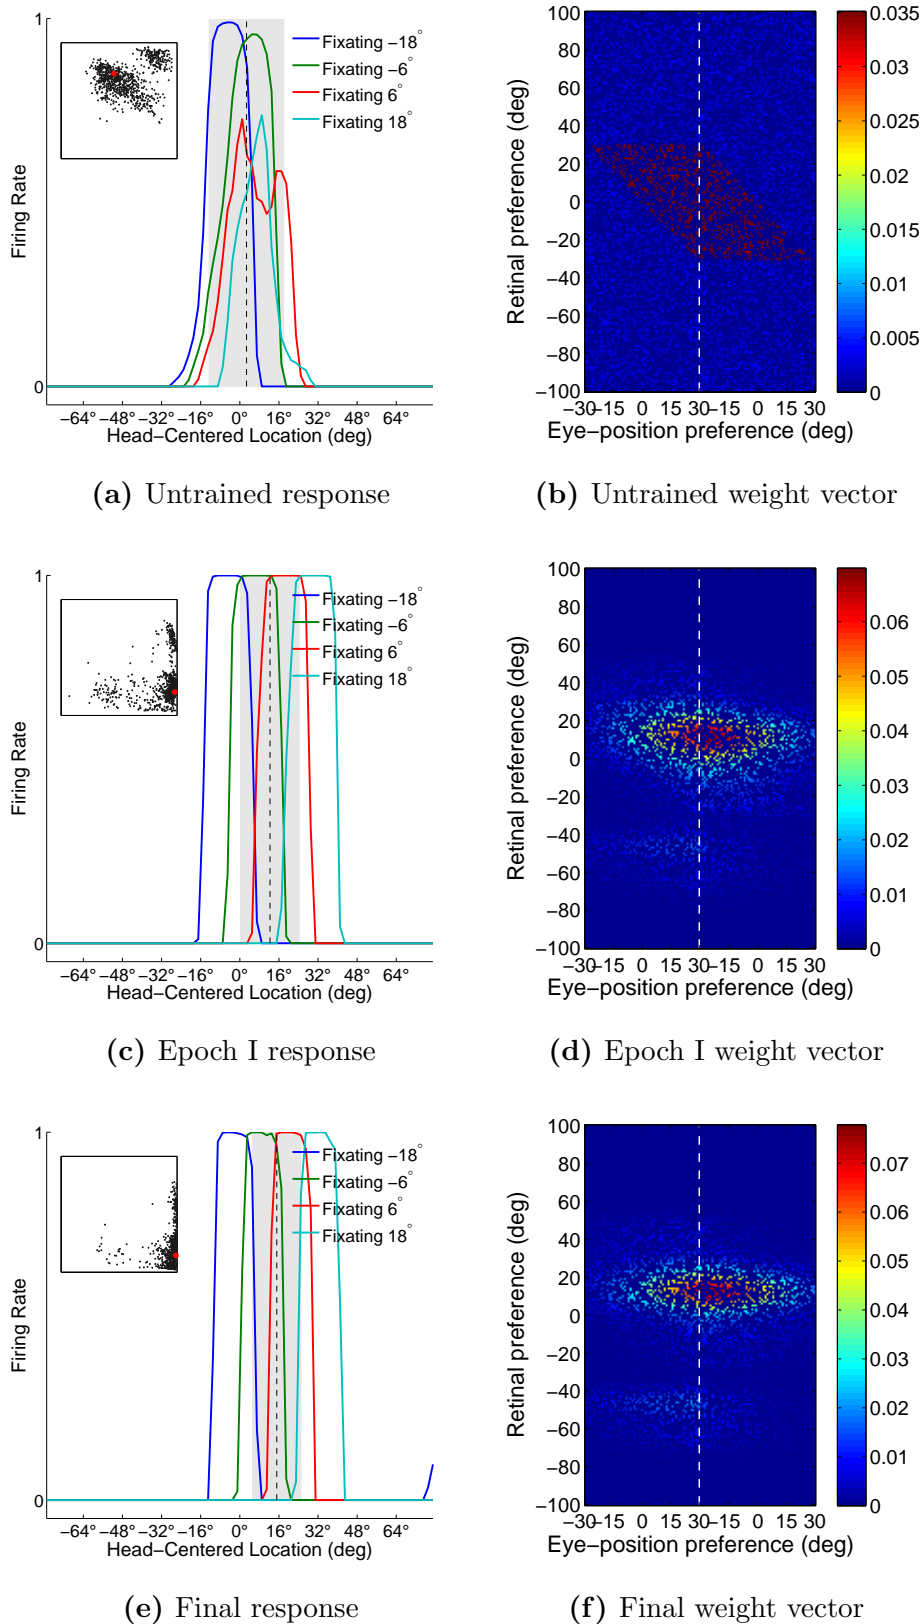 1
Firing Rate
0
Fixating −18°
Fixating −6°
Fixating 6°
Fixating 18°
−64° −48° −32° −16° 0° 16° 32° 48° 64°
Head−Centered Location (deg)
(a) Untrained response
Retinal preference (deg)
100
80
60
40
20
0
−20
−40
−60
−80
−100
−30 −15 0 15 30 −15 0 15 30
Eye−position preference (deg)
0.035
0.03
0.025
0.02
0.015
0.01
0.005
0
(b) Untrained weight vector
1
Firing Rate
0
Fixating −18°
Fixating −6°
Fixating 6°
Fixating 18°
−64° −48° −32° −16° 0° 16° 32° 48° 64°
Head−Centered Location (deg)
(c) Epoch I response
Retinal preference (deg)
100
80
60
40
20
0
−20
−40
−60
−80
−100
−30 −15 0 15 30 −15 0 15 30
Eye−position preference (deg)
0.06
0.05
0.04
0.03
0.02
0.01
0
(d) Epoch I weight vector
1
Firing Rate
0
Fixating −18°
Fixating −6°
Fixating 6°
Fixating 18°
−64° −48° −32° −16° 0° 16° 32° 48° 64°
Head−Centered Location (deg)
(e) Final response
Retinal preference (deg)
100
80
60
40
20
0
−20
−40
−60
−80
−100
−30 −15 0 15 30 −15 0 15 30
Eye−position preference (deg)
0.07
0.06
0.05
0.04
0.03
0.02
0.01
0
(f) Final weight vector